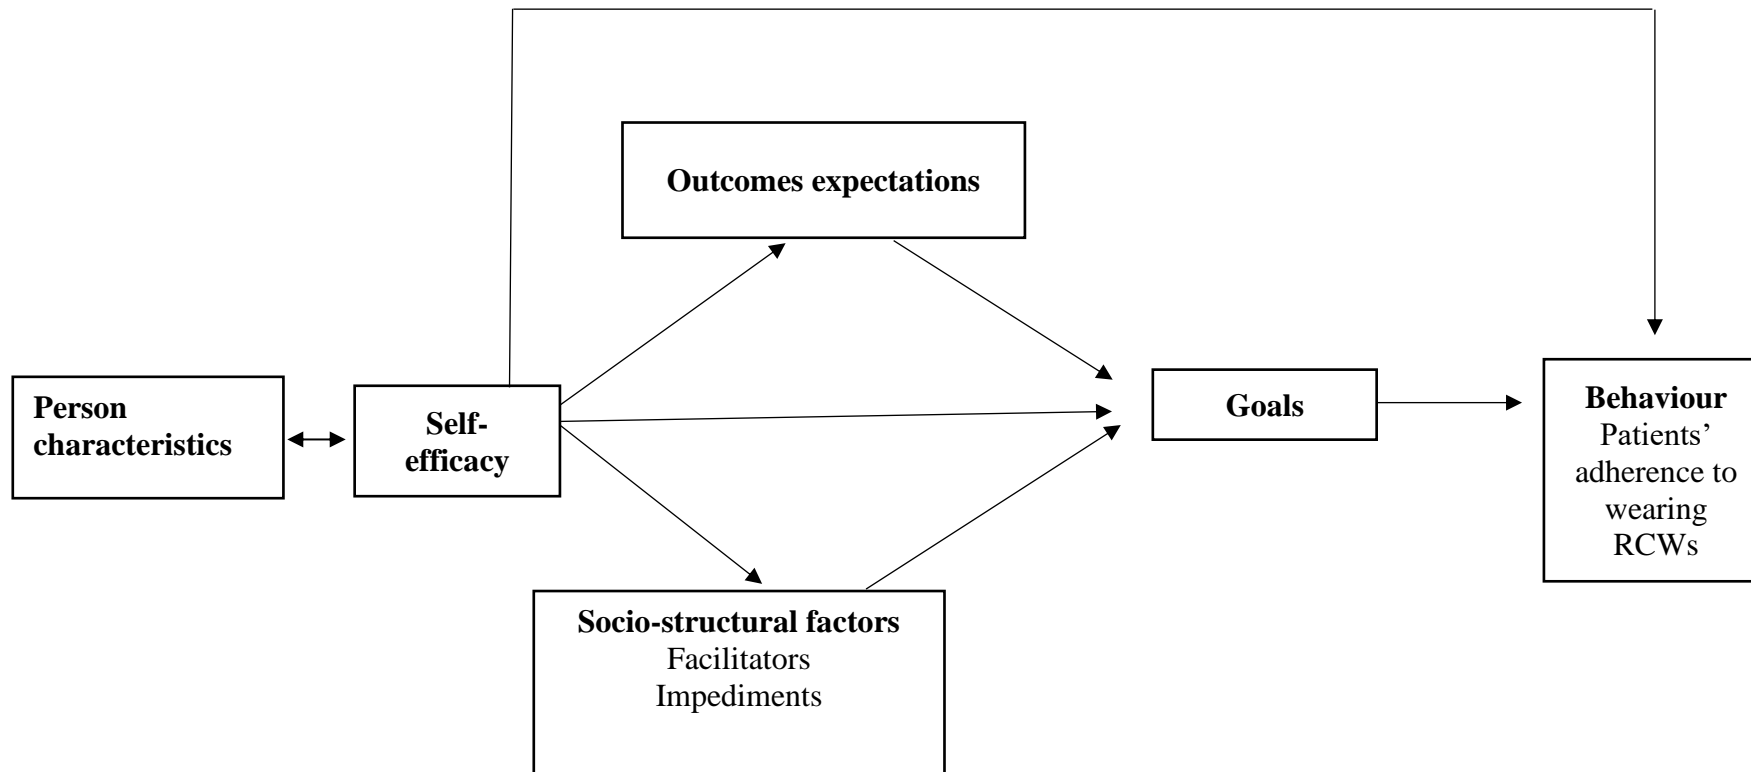 Outcomes expectations
Person
characteristics
Self-
efficacy
Goals
Behaviour
Patients’
adherence to
wearing
RCWs
Socio-structural factors
Facilitators
Impediments